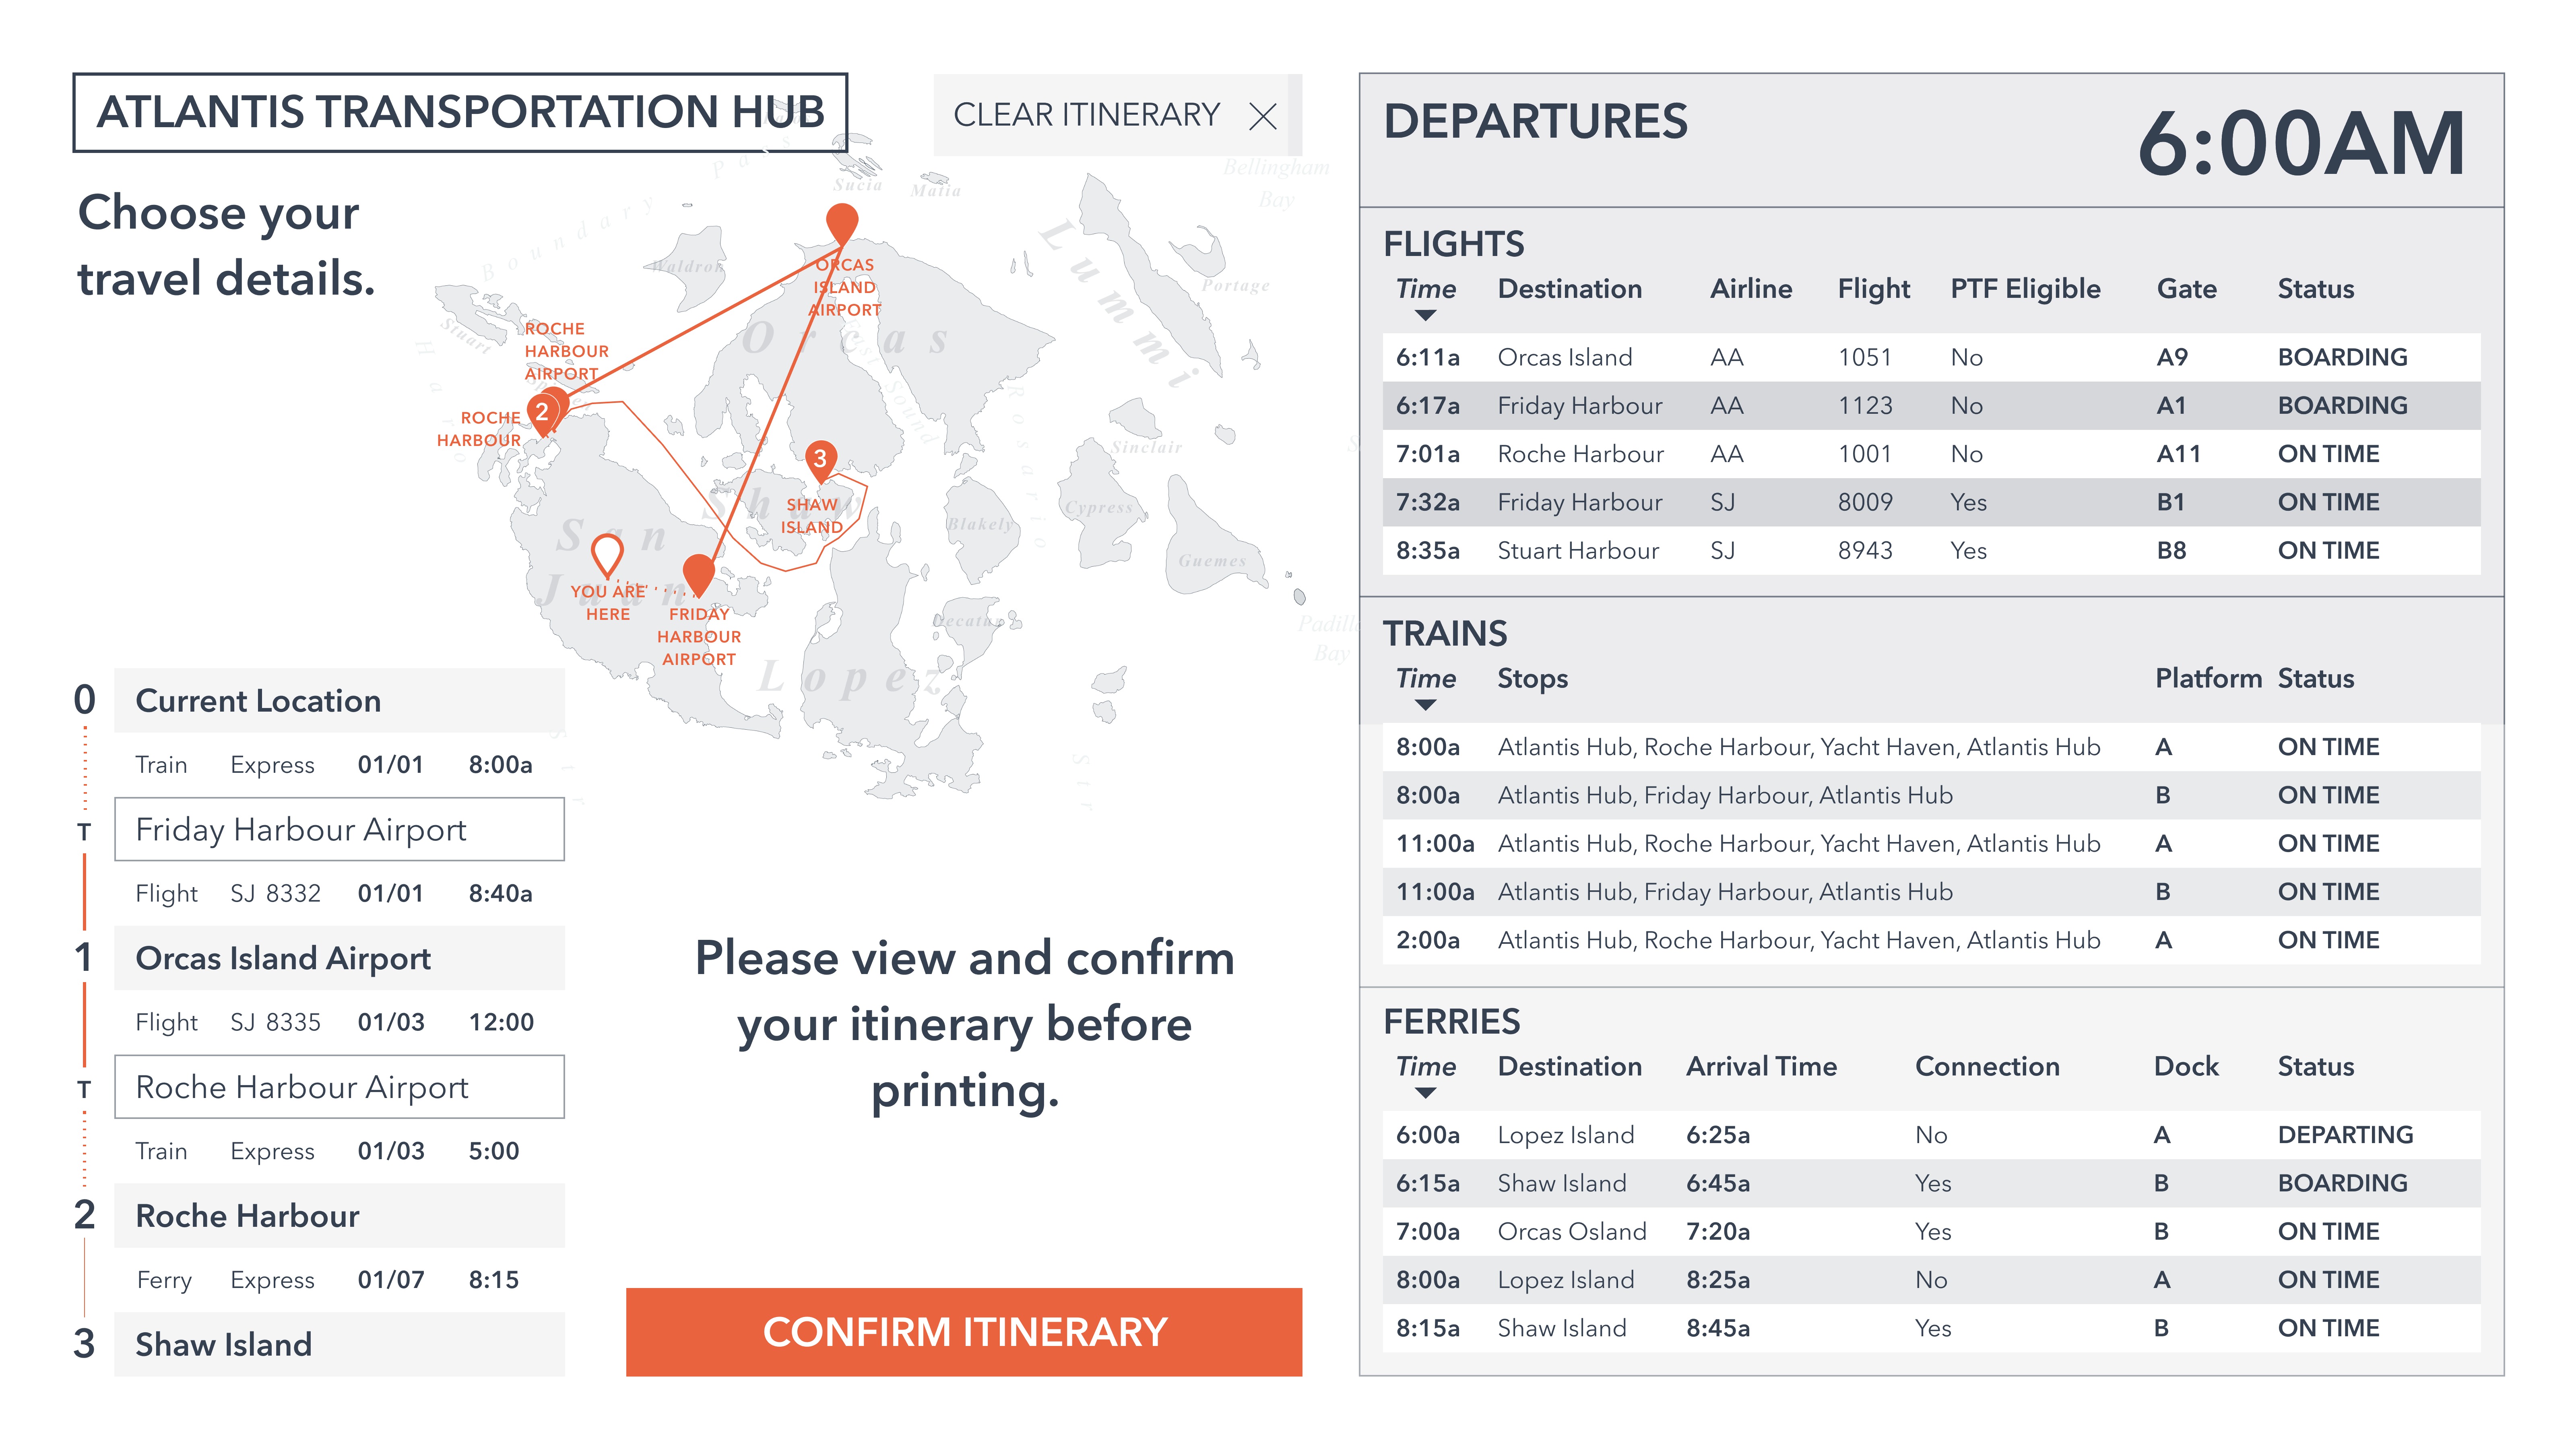 ATLANTIS TRANSPORTATION HUB
CLEAR ITINERARY
Choose your
travel details.
Boundary Pass
Sucia
Matia
Bellingham
Bay
Waldron
Lummi
Portage
Stuart
Haro
Orcas
ORCAS
ISLAND
AIRPORT
ROCHE
HARBOUR
AIRPORT
2
ROCHE
HARBOUR
Sound
Rosario
Sinclair
3
Shaw
SHAW
ISLAND
Blakely
Cypress
Guemes
San
Juan
YOU ARE
HERE
FRIDAY
HARBOUR
AIRPORT
Decatur
Padilla
Bay
Lopez
Str
Str
0 Current Location
Train Express 01/01 8:00a
T Friday Harbour Airport
Flight SJ 8332 01/01 8:40a
1 Orcas Island Airport
Flight SJ 8335 01/03 12:00
T Roche Harbour Airport
Train Express 01/03 5:00
2 Roche Harbour
Ferry Express 01/07 8:15
3 Shaw Island
Please view and confirm
your itinerary before
printing.
CONFIRM ITINERARY
DEPARTURES 6:00AM
FLIGHTS
Time Destination Airline Flight PTF Eligible Gate Status
6:11a Orcas Island AA 1051 No A9 BOARDING
6:17a Friday Harbour AA 1123 No A1 BOARDING
7:01a Roche Harbour AA 1001 No A11 ON TIME
7:32a Friday Harbour SJ 8009 Yes B1 ON TIME
8:35a Stuart Harbour SJ 8943 Yes B8 ON TIME
TRAINS
Time Stops Platform Status
8:00a Atlantis Hub, Roche Harbour, Yacht Haven, Atlantis Hub A ON TIME
8:00a Atlantis Hub, Friday Harbour, Atlantis Hub B ON TIME
11:00a Atlantis Hub, Roche Harbour, Yacht Haven, Atlantis Hub A ON TIME
11:00a Atlantis Hub, Friday Harbour, Atlantis Hub B ON TIME
2:00a Atlantis Hub, Roche Harbour, Yacht Haven, Atlantis Hub A ON TIME
FERRIES
Time Destination Arrival Time Connection Dock Status
6:00a Lopez Island 6:25a No A DEPARTING
6:15a Shaw Island 6:45a Yes B BOARDING
7:00a Orcas Osland 7:20a Yes B ON TIME
8:00a Lopez Island 8:25a No A ON TIME
8:15a Shaw Island 8:45a Yes B ON TIME